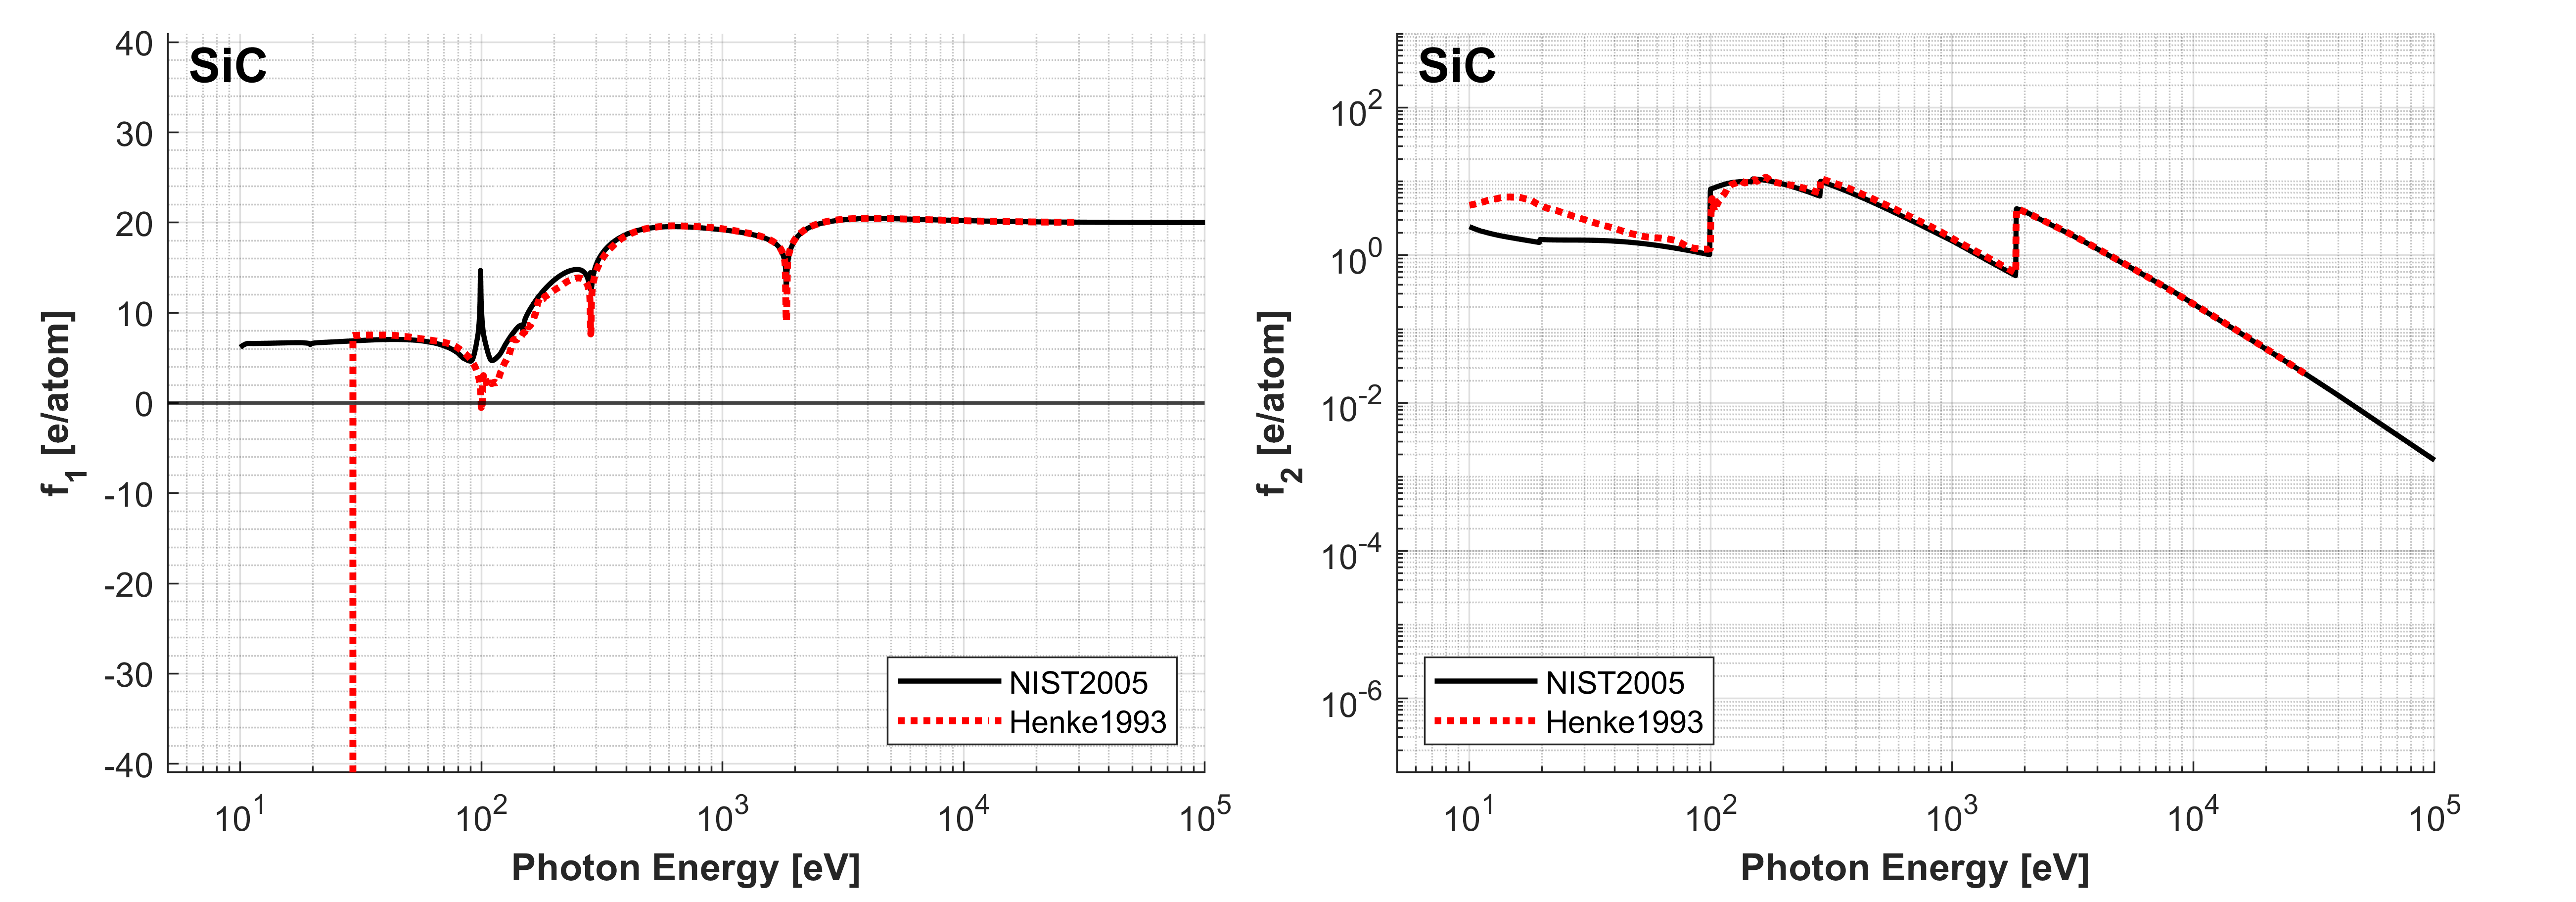 SiC
40
30
20
10
0
-10
-20
-30
-40
f1 [e/atom]
NIST2005
Henke1993
10^1 10^2 10^3 10^4 10^5
Photon Energy [eV]
SiC
10^2
10^0
10^-2
10^-4
10^-6
f2 [e/atom]
NIST2005
Henke1993
10^1 10^2 10^3 10^4 10^5
Photon Energy [eV]